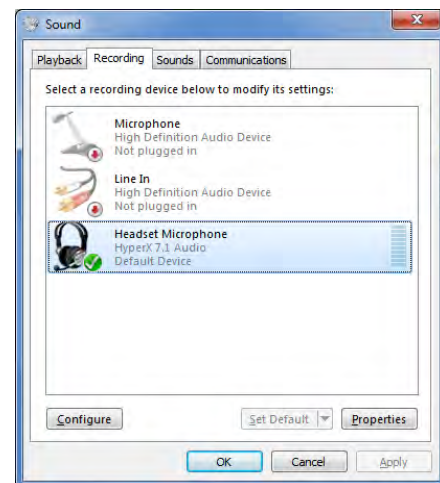 Sound
Playback Recording Sounds Communications
Select a recording device below to modify its settings:
Microphone
High Definition Audio Device
Not plugged in
Line In
High Definition Audio Device
Not plugged in
Headset Microphone
HyperX 7.1 Audio
Default Device
Configure Set Default Properties
OK Cancel Apply